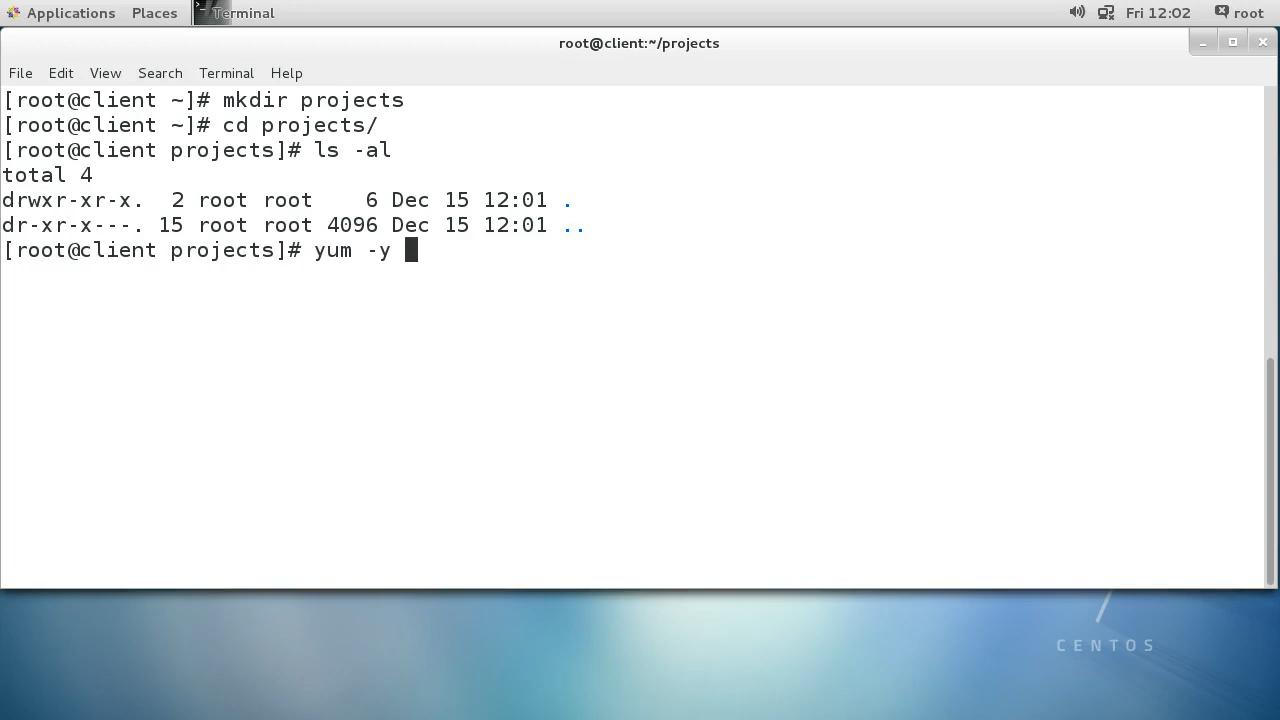 Applications Places Terminal Fri 12:02 root
root@client:~/projects
File Edit View Search Terminal Help
[root@client ~]# mkdir projects
[root@client ~]# cd projects/
[root@client projects]# ls -al
total 4
drwxr-xr-x.  2 root root    6 Dec 15 12:01 .
dr-xr-x---. 15 root root 4096 Dec 15 12:01 ..
[root@client projects]# yum -y
7
CENTOS